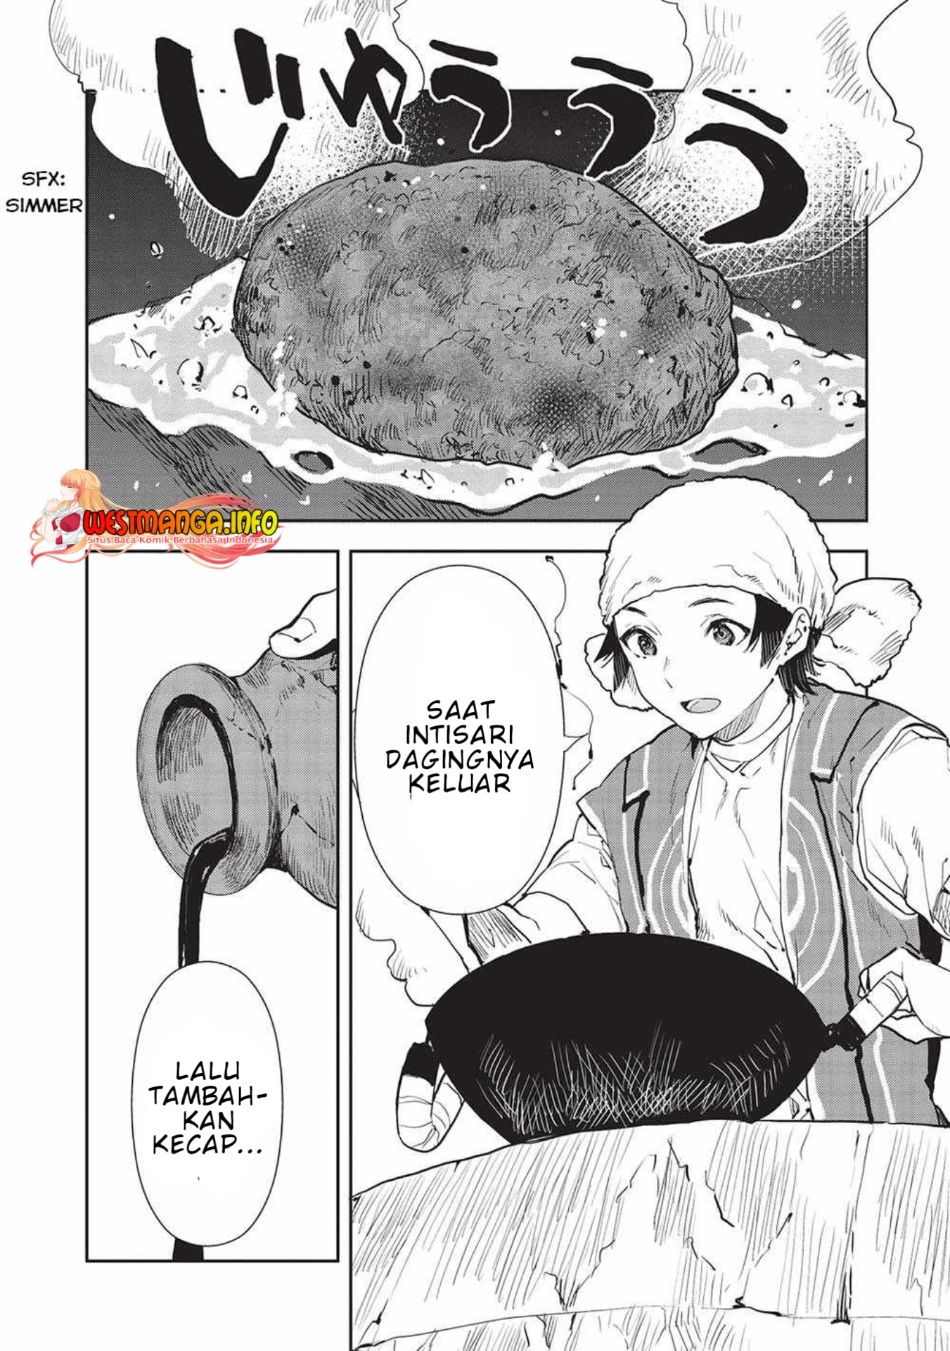 じゅううう
SFX:
SIMMER
WESTMANGA.INFO
Situs Baca Komik Berbahasa Indonesia
SAAT
INTISARI
DAGINGNYA
KELUAR
LALU
TAMBAH-
KAN
KECAP...